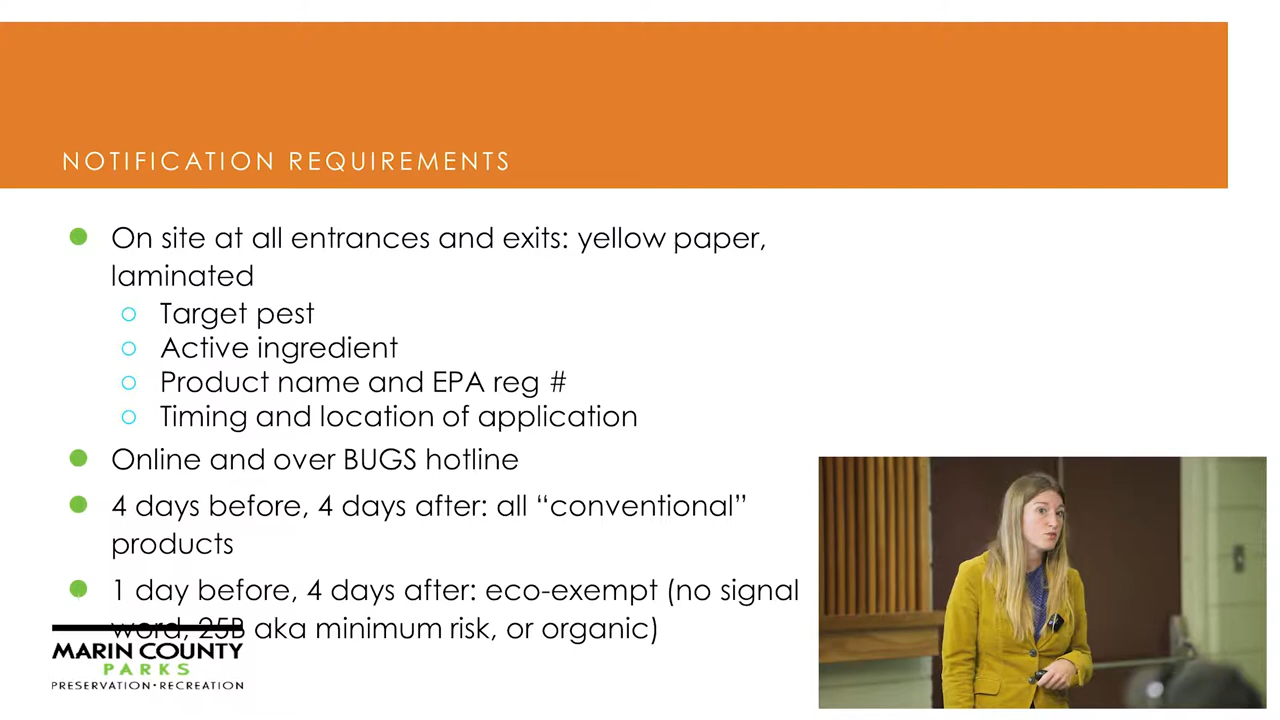 NOTIFICATION REQUIREMENTS
On site at all entrances and exits: yellow paper,
laminated
Target pest
Active ingredient
Product name and EPA reg #
Timing and location of application
Online and over BUGS hotline
4 days before, 4 days after: all “conventional”
products
1 day before, 4 days after: eco-exempt (no signal
word, 25B aka minimum risk, or organic)
MARIN COUNTY
PARKS
PRESERVATION•RECREATION